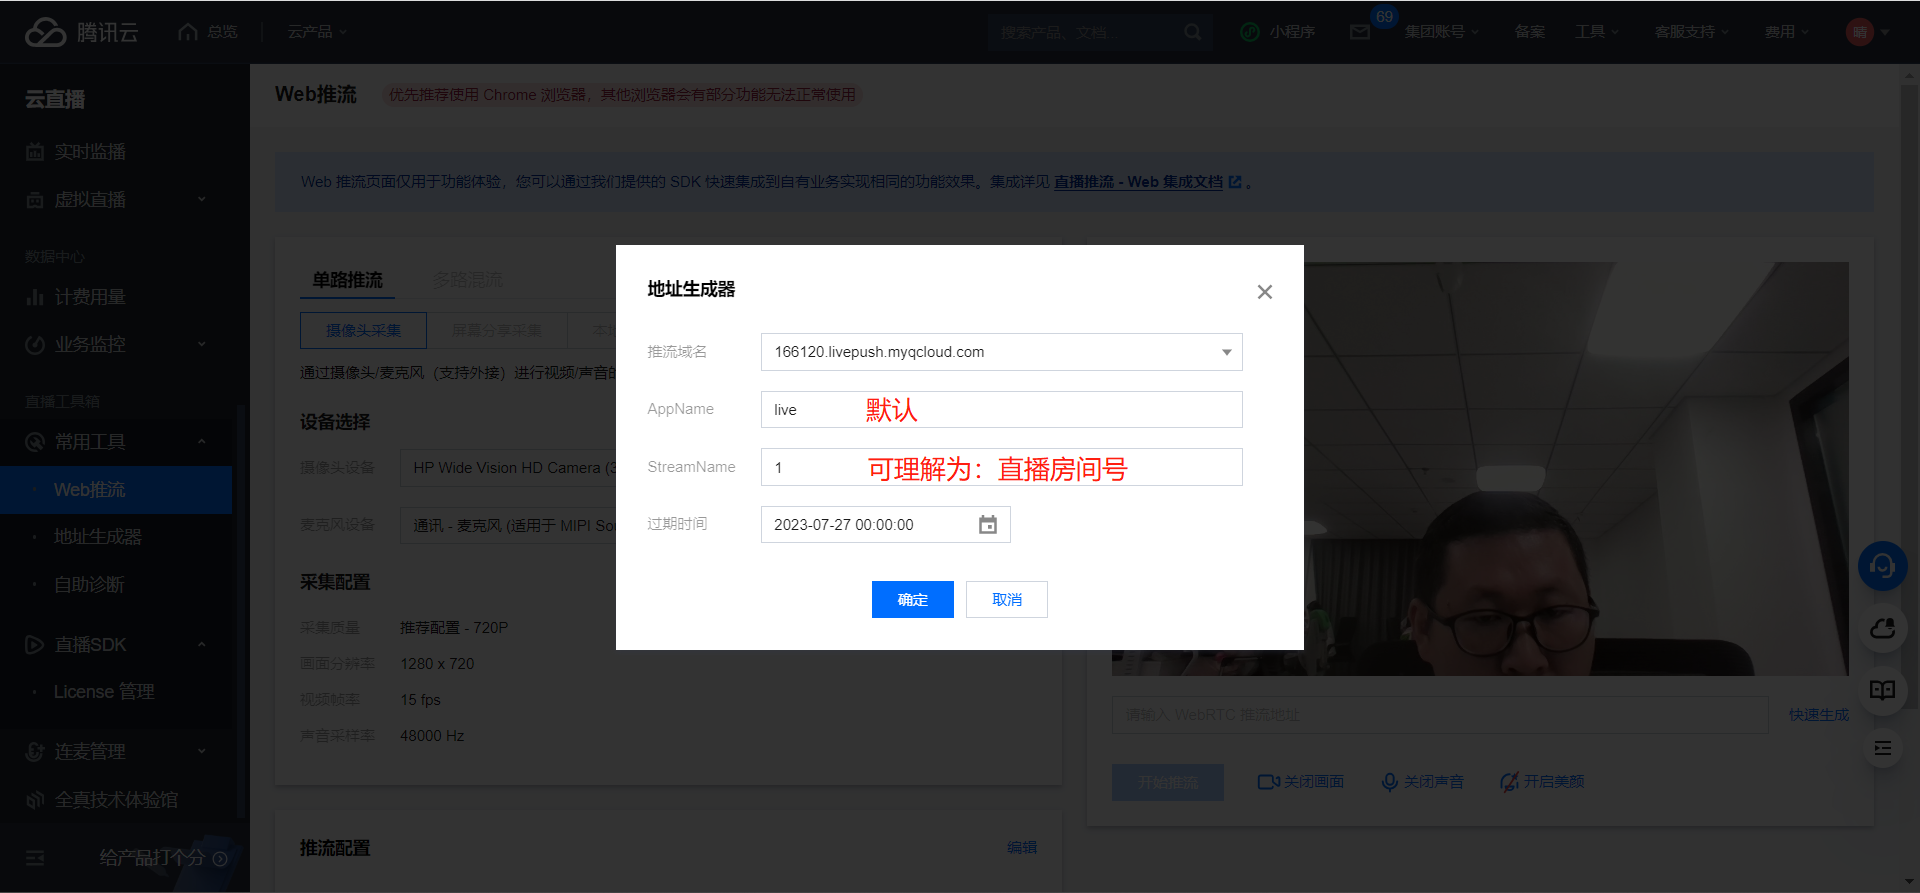 腾讯云
总览
云产品
搜索产品、文档...
小程序
69
集团账号
备案
工具
客服支持
费用
晴
云直播
实时监播
虚拟直播
数据中心
计费用量
业务监控
直播工具箱
常用工具
Web推流
地址生成器
自助诊断
直播SDK
License 管理
连麦管理
全真技术体验馆
给产品打个分
Web推流
优先推荐使用 Chrome 浏览器，其他浏览器会有部分功能无法正常使用
Web 推流页面仅用于功能体验，您可以通过我们提供的 SDK 快速集成到自有业务实现相同的功能效果。集成详见 直播推流 - Web 集成文档 。
单路推流
多路混流
摄像头采集
屏幕分享采集
通过摄像头/麦克风（支持外接）进行视频/声音的
设备选择
摄像头设备
HP Wide Vision HD Camera (3
麦克风设备
通讯 - 麦克风 (适用于 MIPI Sou
采集配置
采集质量
推荐配置 - 720P
画面分辨率
1280 x 720
视频帧率
15 fps
声音采样率
48000 Hz
推流配置
编辑
地址生成器
推流域名
166120.livepush.myqcloud.com
AppName
live
默认
StreamName
1
可理解为：直播房间号
过期时间
2023-07-27 00:00:00
确定
取消
请输入 WebRTC 推流地址
快速生成
开始推流
关闭画面
关闭声音
开启美颜